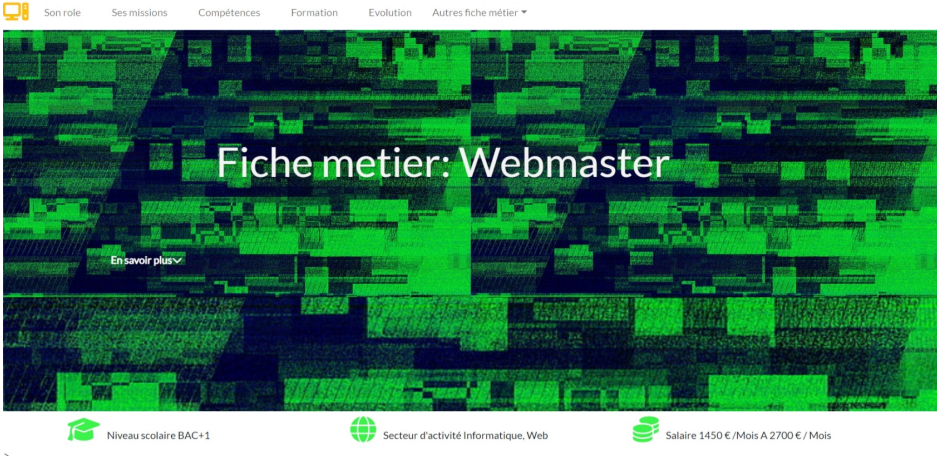 Son role Ses missions Compétences Formation Evolution Autres fiche métier
Fiche metier: Webmaster
En savoir plus
Niveau scolaire BAC+1 Secteur d'activité Informatique, Web Salaire 1450 € /Mois A 2700 € / Mois
>